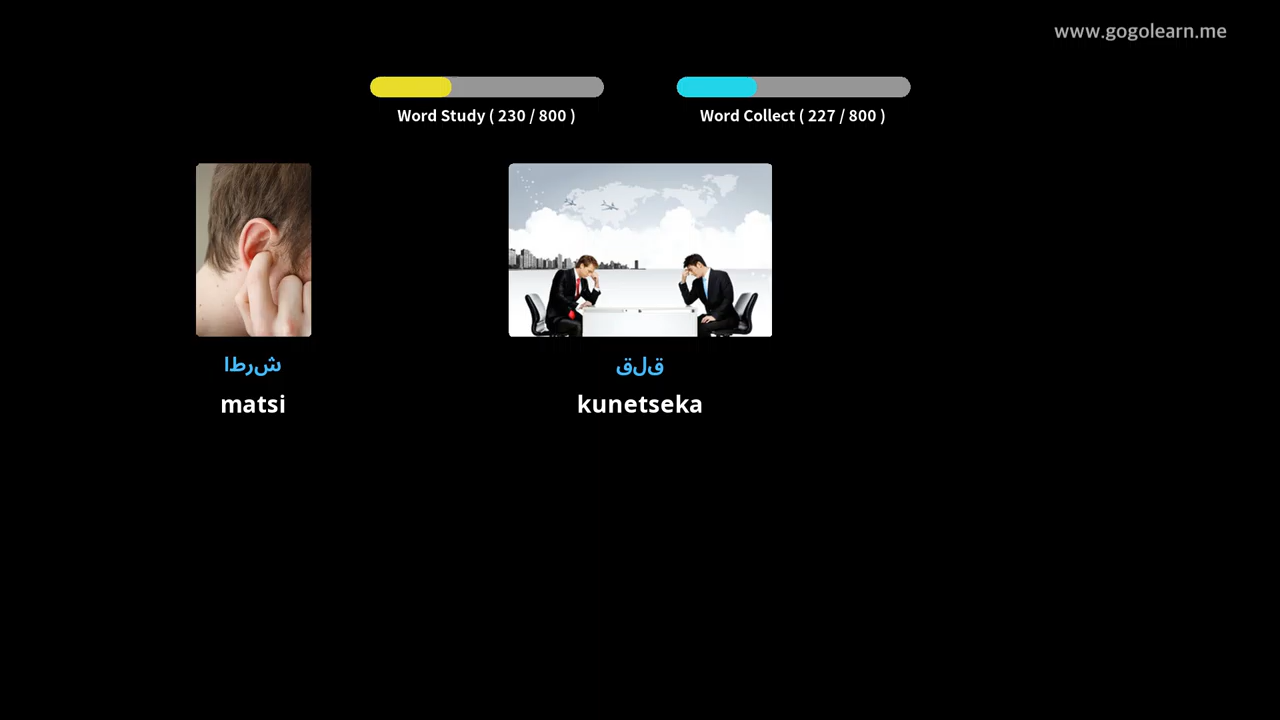 www.gogolearn.me
Word Study ( 230 / 800 )
Word Collect ( 227 / 800 )
شرطا
matsi
قلق
kunetseka